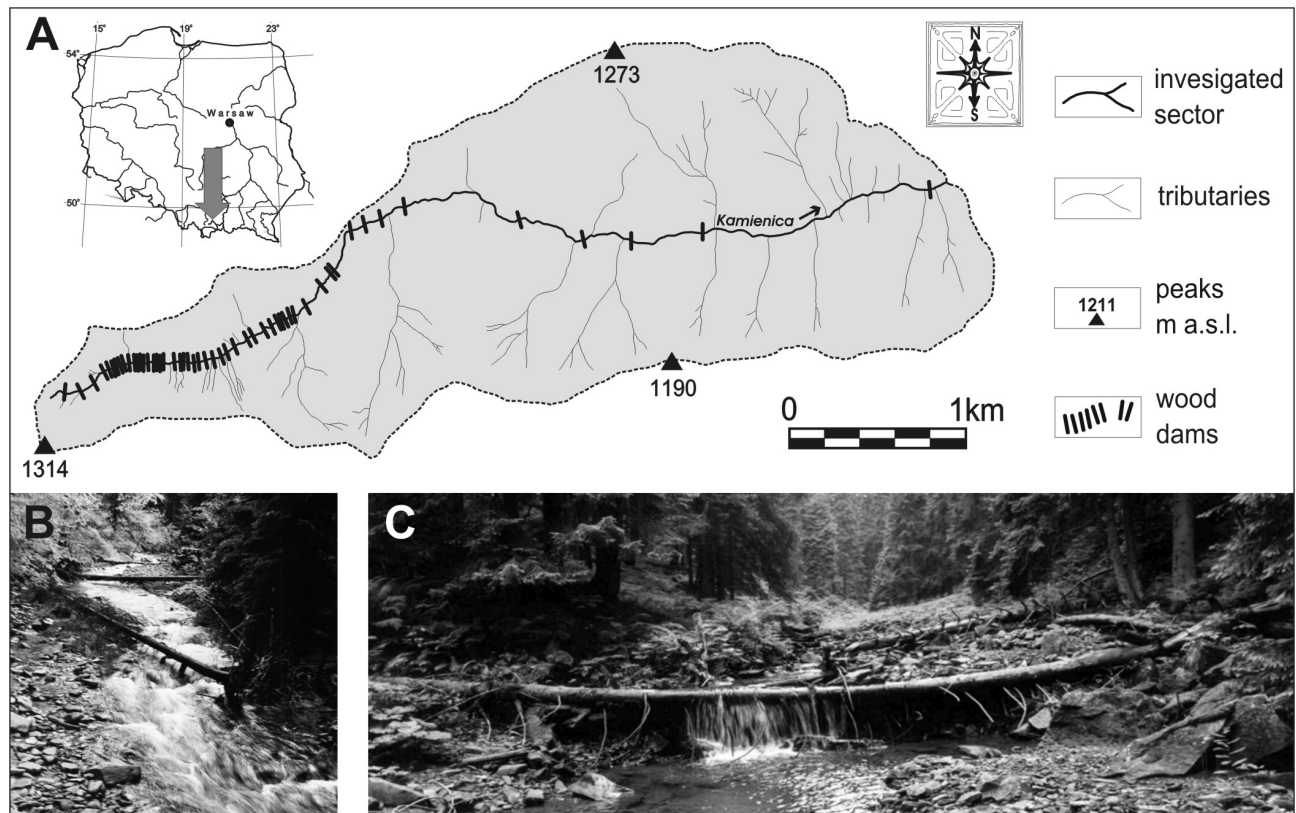 A
15°
19°
23°
54°
Warsaw
50°
1273
N
S
invesigated
sector
tributaries
Kamienica
1211
peaks
m a.s.l.
1190
0
1km
wood
dams
1314
B
C